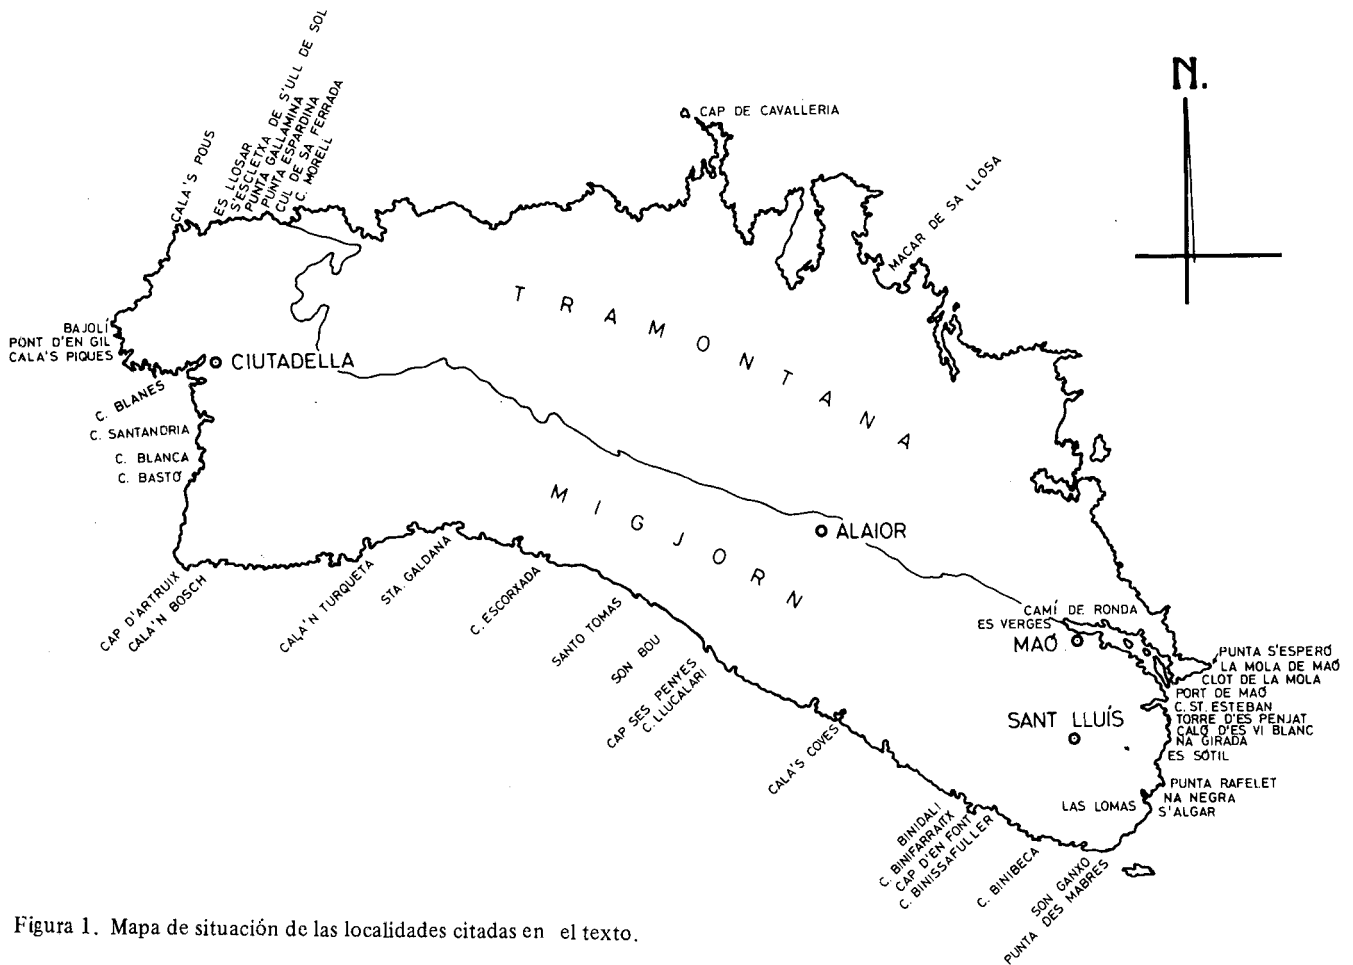 N.
CAP DE CAVALLERIA
CALA'S POUS
ES LLOSAR
S'ESCLETXA DE S'ULL DE SOL
PUNTA GALLAMINA
PUNTA ESPARDINA
CUL DE SA FERRADA
C. MORELL
MACAR DE SA LLOSA
TRAMONTANA
BAJOLÍ
PONT D'EN GIL
CALA'S PIQUES
CIUTADELLA
C. BLANES
C. SANTANDRIA
C. BLANCA
C. BASTÓ
MIGJORN
ALAIOR
CAP D'ARTRUIX
CALA'N BOSCH
CALA'N TURQUETA
STA. GALDANA
C. ESCORXADA
SANTO TOMAS
SON BOU
CAP SES PENYES
C. LLUCALARI
CALA'S COVES
CAMÍ DE RONDA
ES VERGES
MAÓ
PUNTA S'ESPERÓ
LA MOLA DE MAÓ
CLOT DE LA MOLA
PORT DE MAÓ
C. ST. ESTEBAN
TORRE D'ES PENJAT
CALÓ D'ES VI BLANC
NA GIRADA
ES SÓTIL
SANT LLUÍS
PUNTA RAFELET
NA NEGRA
S'ALGAR
LAS LOMAS
BINIDALI
C. BINIFARRAITX
CAP D'EN FONT
C. BINISSAFULLER
C. BINIBECA
SON GANXO
PUNTA DES MABRES
Figura 1. Mapa de situación de las localidades citadas en el texto.